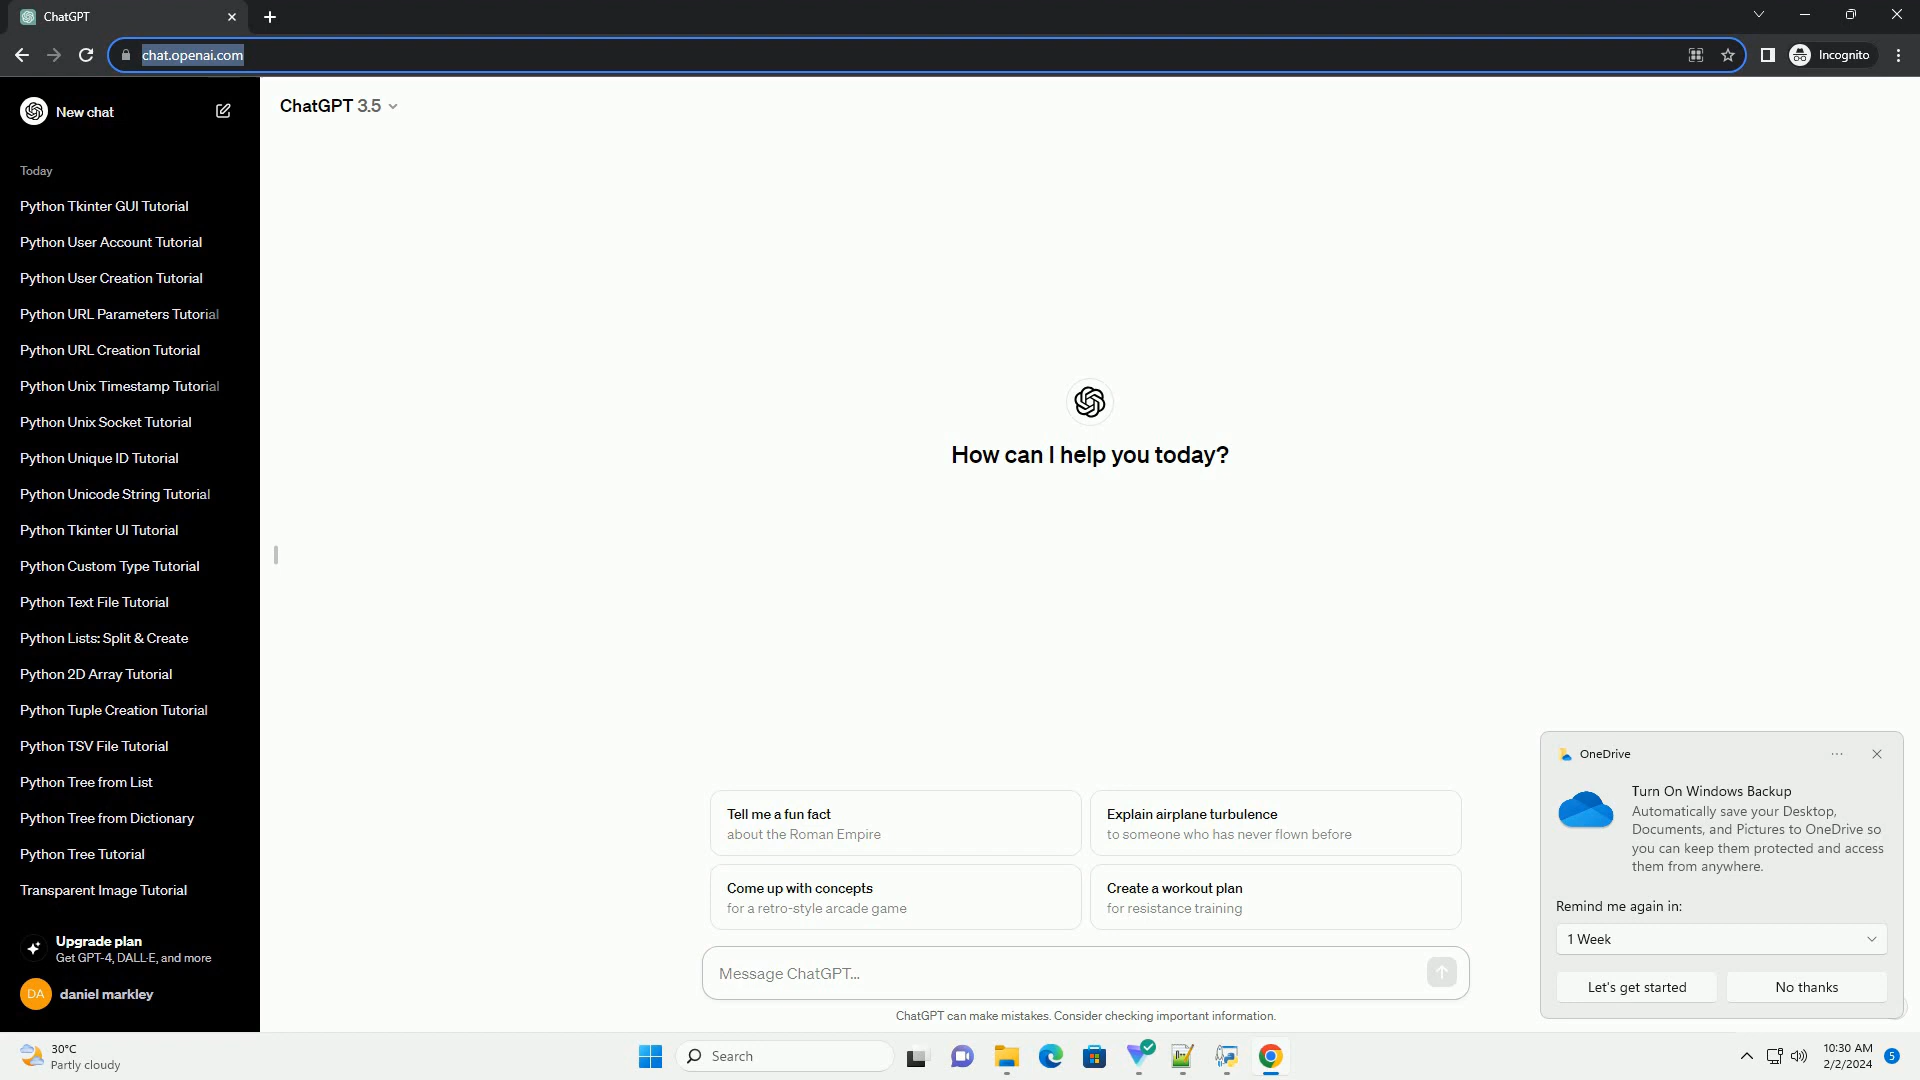 ChatGPT
chat.openai.com
Incognito
New chat
ChatGPT 3.5
Today
Python Tkinter GUI Tutorial
Python User Account Tutorial
Python User Creation Tutorial
Python URL Parameters Tutorial
Python URL Creation Tutorial
Python Unix Timestamp Tutorial
Python Unix Socket Tutorial
Python Unique ID Tutorial
Python Unicode String Tutorial
Python Tkinter UI Tutorial
Python Custom Type Tutorial
Python Text File Tutorial
Python Lists: Split & Create
Python 2D Array Tutorial
Python Tuple Creation Tutorial
Python TSV File Tutorial
Python Tree from List
Python Tree from Dictionary
Python Tree Tutorial
Transparent Image Tutorial
Upgrade plan
Get GPT-4, DALL·E, and more
DA
daniel markley
How can I help you today?
Tell me a fun fact
about the Roman Empire
Explain airplane turbulence
to someone who has never flown before
Come up with concepts
for a retro-style arcade game
Create a workout plan
for resistance training
Message ChatGPT...
ChatGPT can make mistakes. Consider checking important information.
OneDrive
Turn On Windows Backup
Automatically save your Desktop,
Documents, and Pictures to OneDrive so
you can keep them protected and access
them from anywhere.
Remind me again in:
1 Week
Let's get started
No thanks
30°C
Partly cloudy
Search
10:30 AM
2/2/2024
5